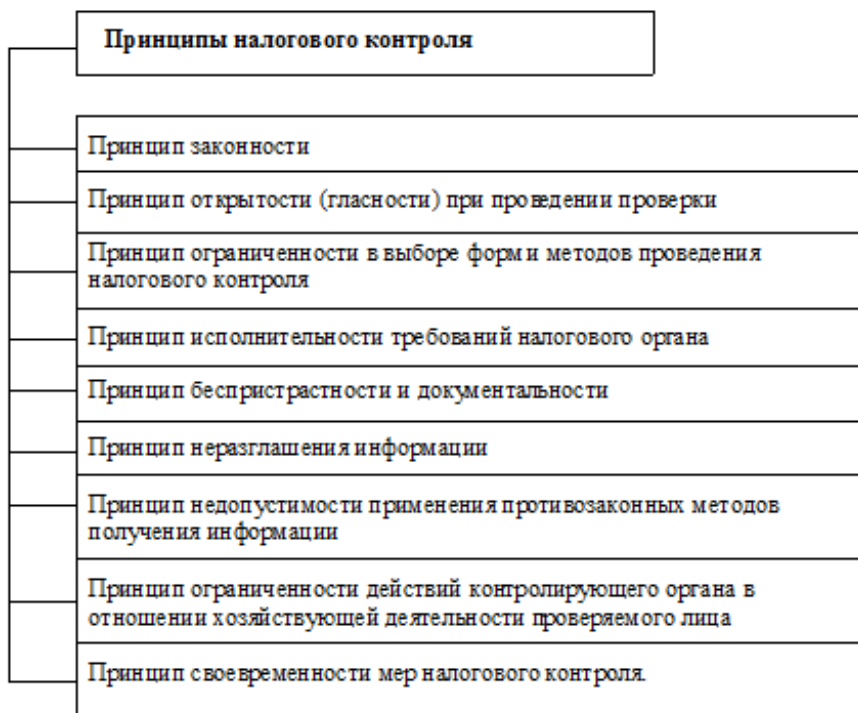 Принципы налогового контроля
Принцип законности
Принцип открытости (гласности) при проведении проверки
Принцип ограниченности в выборе форм и методов проведения
налогового контроля
Принцип исполнительности требований налогового органа
Принцип беспристрастности и документальности
Принцип неразглашения информации
Принцип недопустимости применения противозаконных методов
получения информации
Принцип ограниченности действий контролирующего органа в
отношении хозяйствующей деятельности проверяемого лица
Принцип своевременности мер налогового контроля.